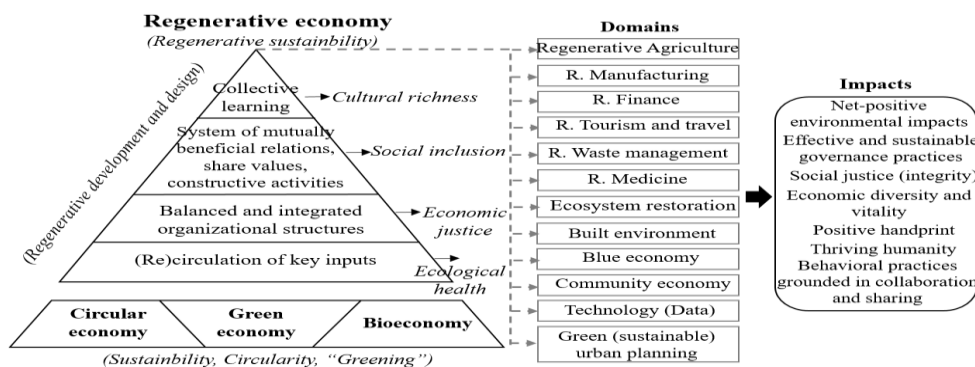 Regenerative economy
(Regenerative sustainbility)
(Regenerative development and design)
Collective
learning
Cultural richness
System of mutually
beneficial relations,
share values,
constructive activities
Social inclusion
Balanced and integrated
organizational structures
Economic
justice
(Re)circulation of key inputs
Ecological
health
Circular
economy
Green
economy
Bioeconomy
(Sustainbility, Circularity, “Greening”)
Domains
Regenerative Agriculture
R. Manufacturing
R. Finance
R. Tourism and travel
R. Waste management
R. Medicine
Ecosystem restoration
Built environment
Blue economy
Community economy
Technology (Data)
Green (sustainable)
urban planning
Impacts
Net-positive
environmental impacts
Effective and sustainable
governance practices
Social justice (integrity)
Economic diversity and
vitality
Positive handprint
Thriving humanity
Behavioral practices
grounded in collaboration
and sharing